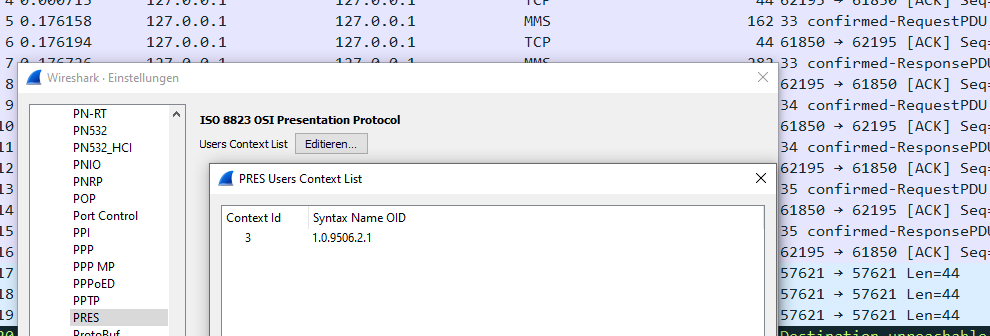 4 0.000715 127.0.0.1 127.0.0.1 TCP 44 62195 → 61850 [ACK] Seq=
5 0.176158 127.0.0.1 127.0.0.1 MMS 162 33 confirmed-RequestPDU
6 0.176194 127.0.0.1 127.0.0.1 TCP 44 61850 → 62195 [ACK] Seq=
7 0.176726 127.0.0.1 127.0.0.1 MMS 282 33 confirmed-ResponsePDU
Wireshark · Einstellungen
8 62195 → 61850 [ACK] Seq=
9 34 confirmed-RequestPDU
10 61850 → 62195 [ACK] Seq=
11 34 confirmed-ResponsePDU
12 62195 → 61850 [ACK] Seq=
13 35 confirmed-RequestPDU
14 61850 → 62195 [ACK] Seq=
15 35 confirmed-ResponsePDU
16 62195 → 61850 [ACK] Seq=
17 57621 → 57621 Len=44
18 57621 → 57621 Len=44
19 57621 → 57621 Len=44
20 Destination unreachable
PN-RT
PN532
PN532_HCI
PNIO
PNRP
POP
Port Control
PPI
PPP
PPP MP
PPPoED
PPTP
PRES
ProtoBuf
ISO 8823 OSI Presentation Protocol
Users Context List Editieren...
PRES Users Context List
Context Id Syntax Name OID
3 1.0.9506.2.1